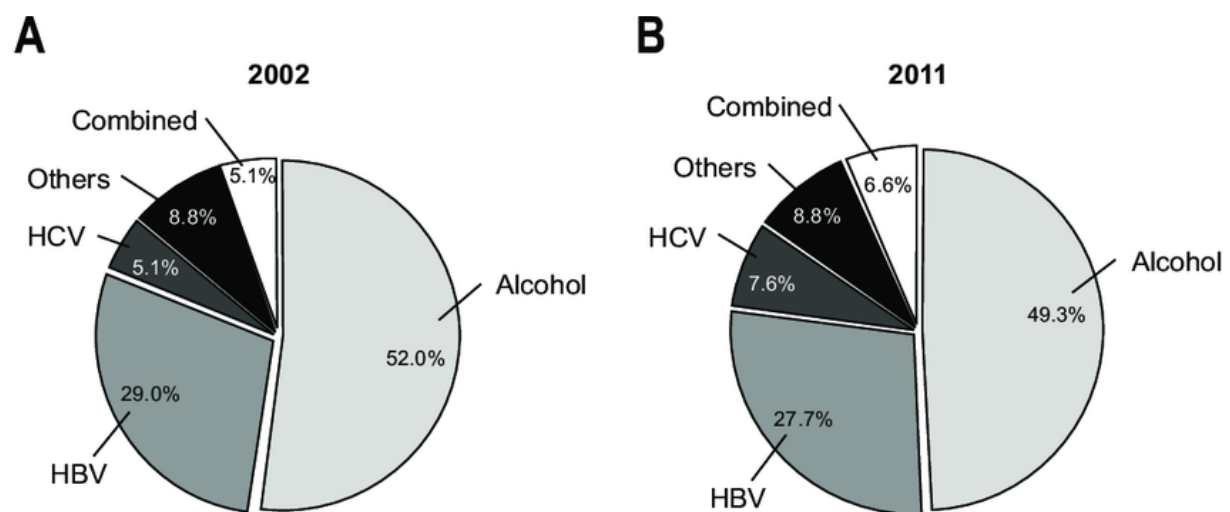 A
2002
Combined
5.1%
Others
8.8%
HCV
5.1%
Alcohol
52.0%
29.0%
HBV
B
2011
Combined
6.6%
Others
8.8%
HCV
7.6%
Alcohol
49.3%
27.7%
HBV